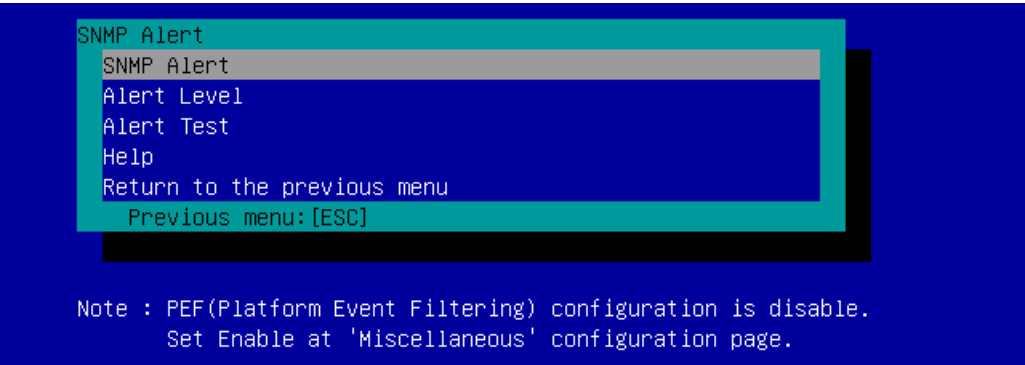 SNMP Alert
SNMP Alert
Alert Level
Alert Test
Help
Return to the previous menu
Previous menu:[ESC]
Note : PEF(Platform Event Filtering) configuration is disable.
Set Enable at 'Miscellaneous' configuration page.